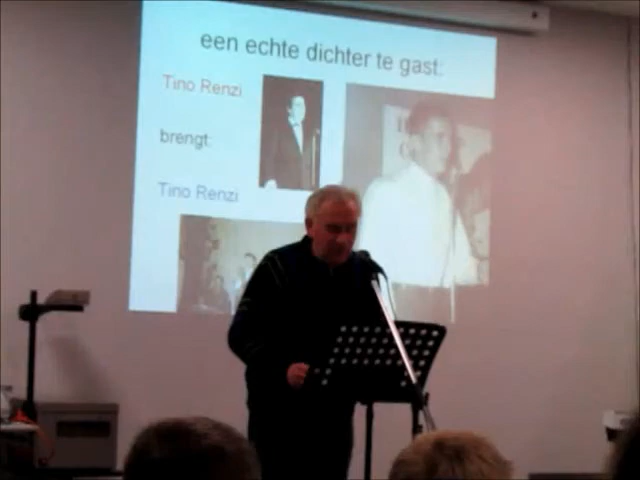 een echte dichter te gast:
Tino Renzi
brengt:
Tino Renzi